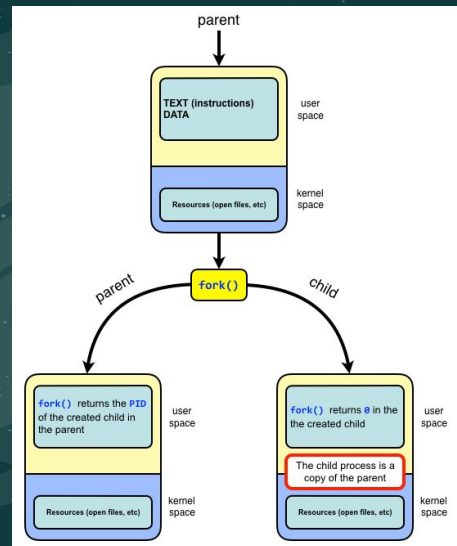 parent
TEXT (instructions)
DATA
user
space
kernel
space
Resources (open files, etc)
fork()
parent
child
fork() returns the PID
of the created child in
the parent
user
space
kernel
space
Resources (open files, etc)
fork() returns 0 in the
the created child
user
space
The child process is a
copy of the parent
kernel
space
Resources (open files, etc)